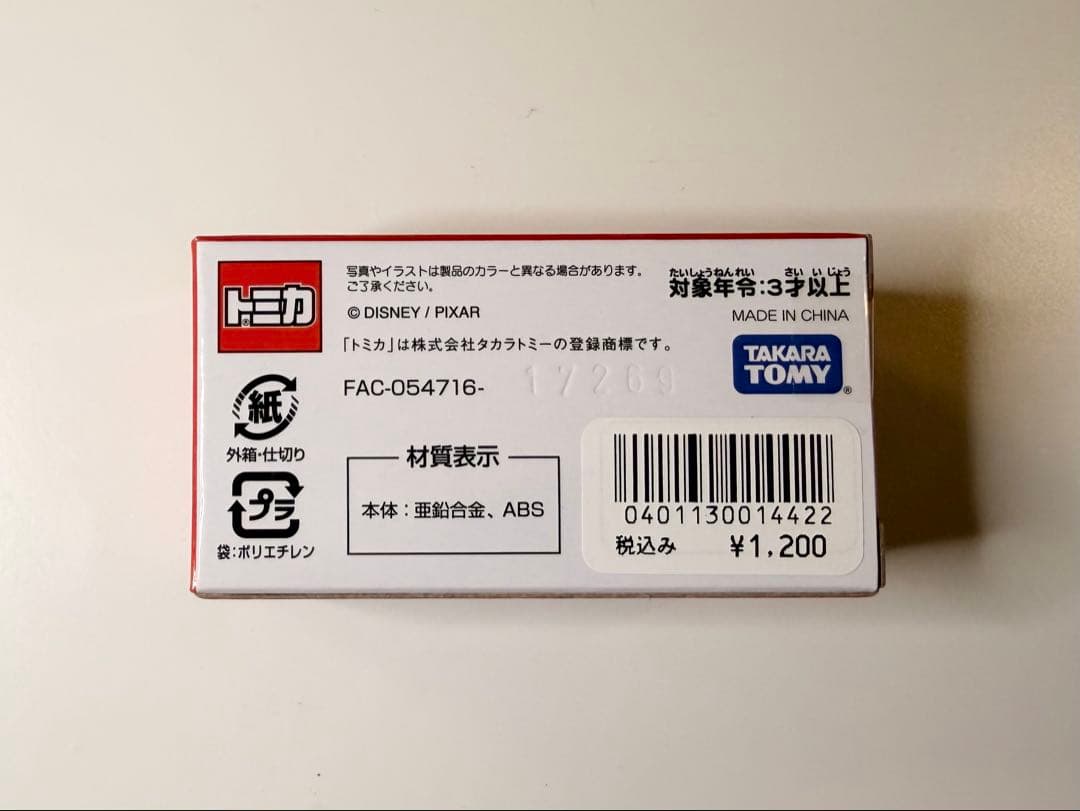 トミカ®
写真やイラストは製品のカラーと異なる場合があります。
ご了承ください。
© DISNEY / PIXAR
「トミカ」は株式会社タカラトミーの登録商標です。
FAC-054716- 17269
たいしょうねんれい さい いじょう
対象年令:3才以上
MADE IN CHINA
TAKARA
TOMY®
紙
外箱・仕切り
プラ
袋:ポリエチレン
材質表示
本体:亜鉛合金、ABS
0401130014422
税込み ¥1,200